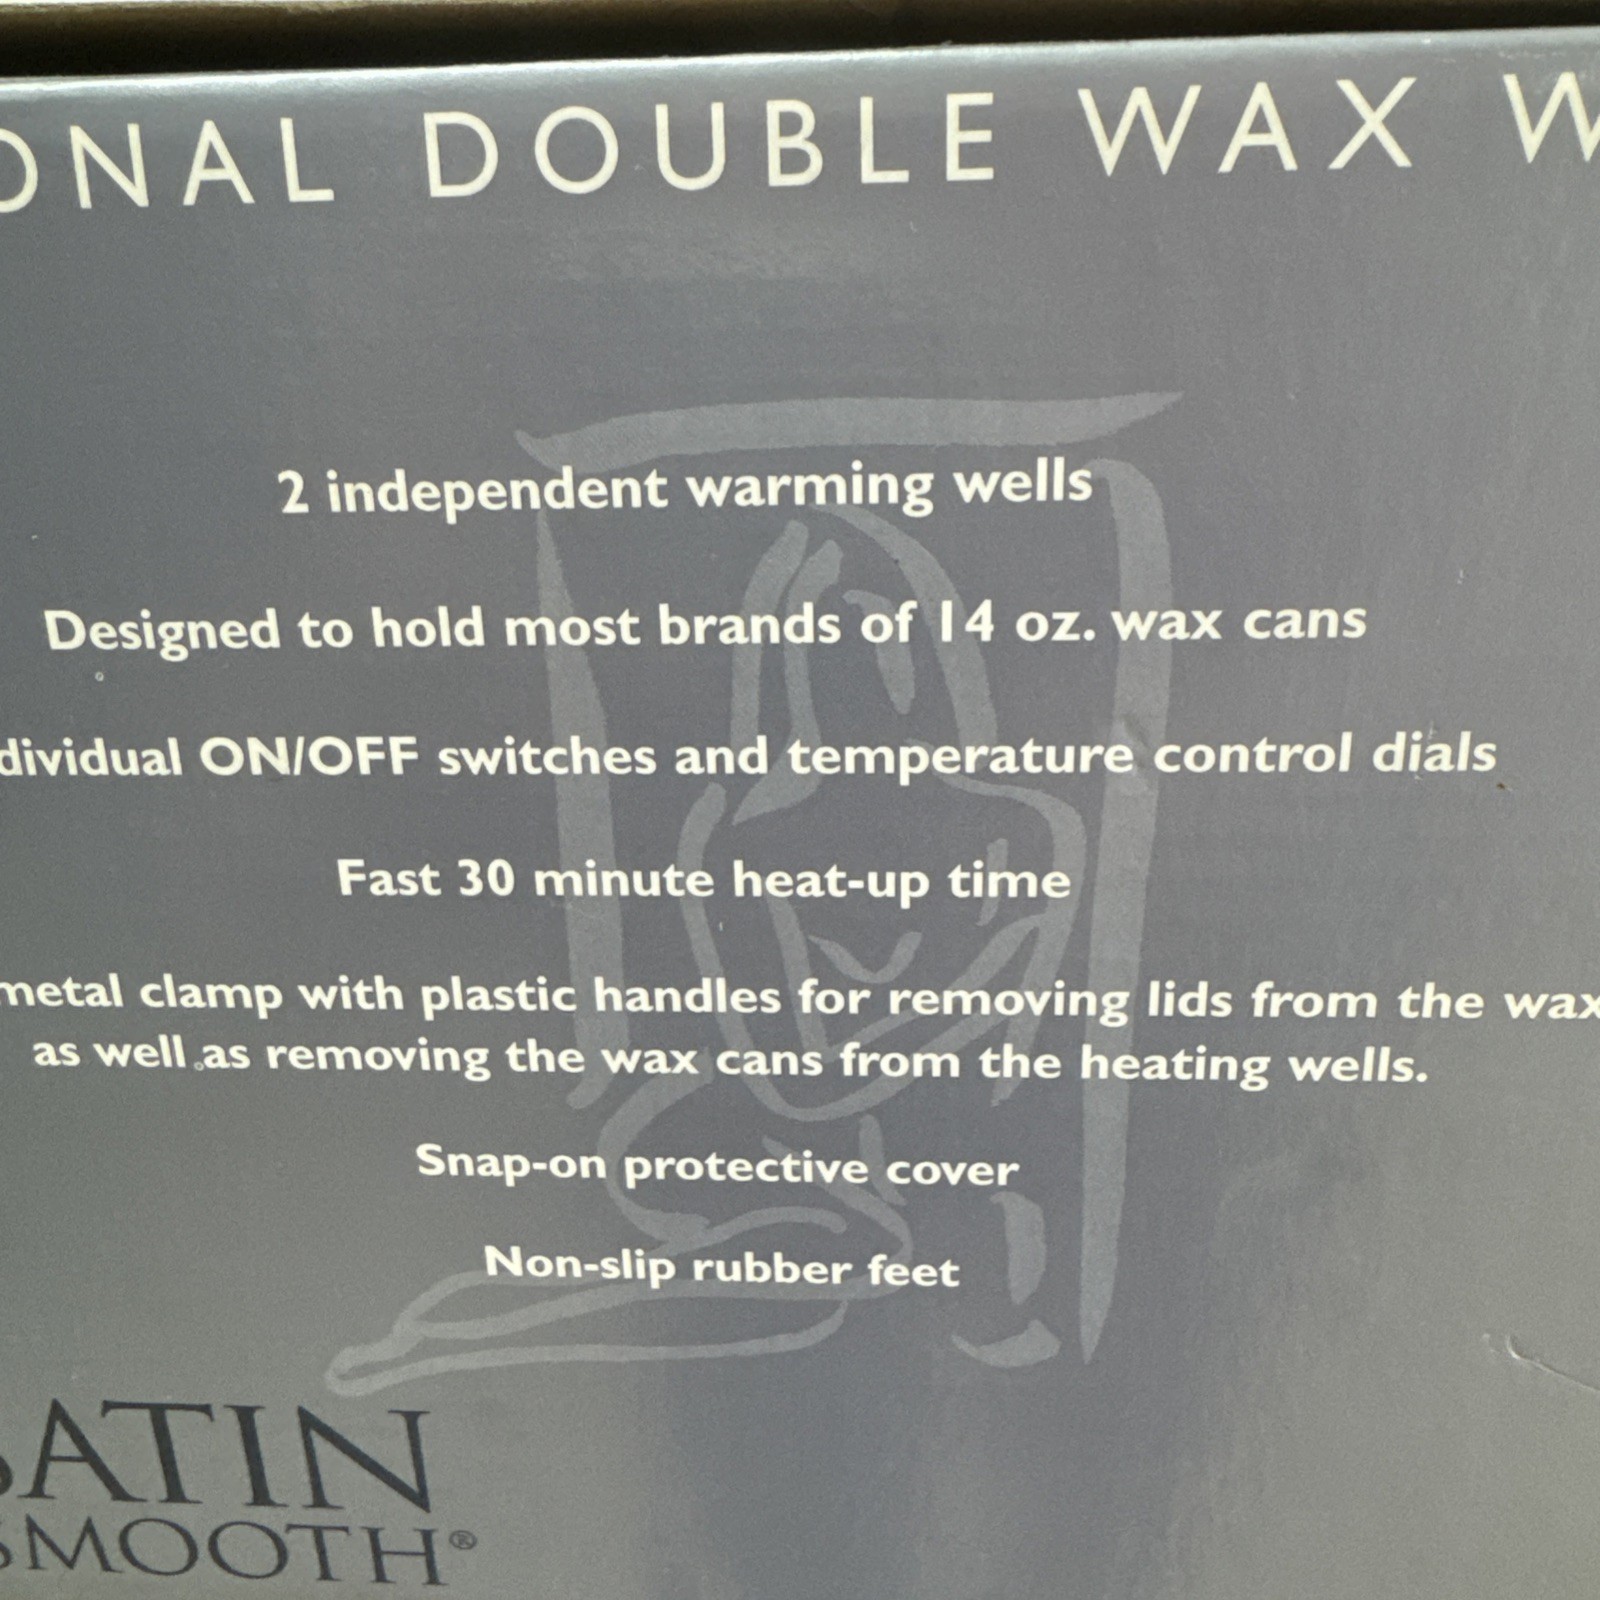 ONAL DOUBLE WAX W
2 independent warming wells
Designed to hold most brands of 14 oz. wax cans
dividual ON/OFF switches and temperature control dials
Fast 30 minute heat-up time
metal clamp with plastic handles for removing lids from the wax
as well as removing the wax cans from the heating wells.
Snap-on protective cover
Non-slip rubber feet
SATIN
SMOOTH®